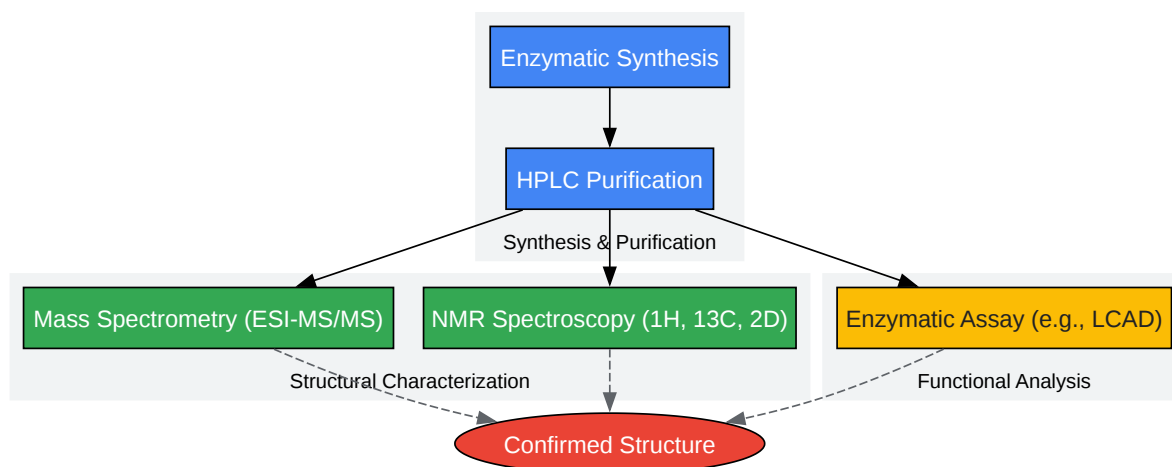 Enzymatic Synthesis
HPLC Purification
Synthesis & Purification
Mass Spectrometry (ESI-MS/MS)
NMR Spectroscopy (1H, 13C, 2D)
Enzymatic Assay (e.g., LCAD)
Structural Characterization
Functional Analysis
Confirmed Structure